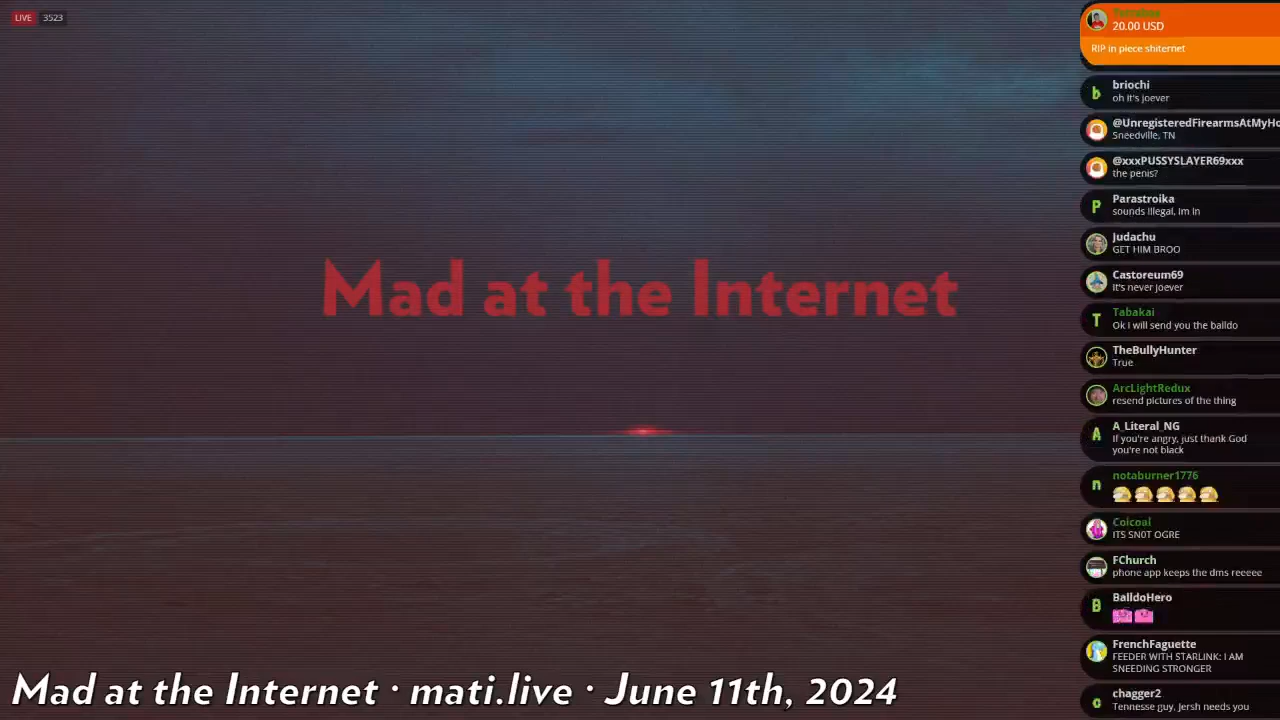 LIVE 3523
20.00 USD
RIP in piece shiternet
briochi
oh it's joever
@UnregisteredFirearmsAtMyHo
Sneedville, TN
@xxxPUSSYSLAYER69xxx
the penis?
Parastroika
sounds illegal, im in
Judachu
GET HIM BROO
Castoreum69
It's never joever
Tabakai
Ok I will send you the balldo
TheBullyHunter
True
ArcLightRedux
resend pictures of the thing
A_Literal_NG
If you're angry, just thank God
you're not black
notaburner1776
Coicoal
ITS SN0T OGRE
FChurch
phone app keeps the dms reeeee
BalldoHero
FrenchFaguette
FEEDER WITH STARLINK: I AM
SNEEDING STRONGER
chagger2
Tennesse guy, Jersh needs you
Mad at the Internet
Mad at the Internet · mati.live · June 11th, 2024